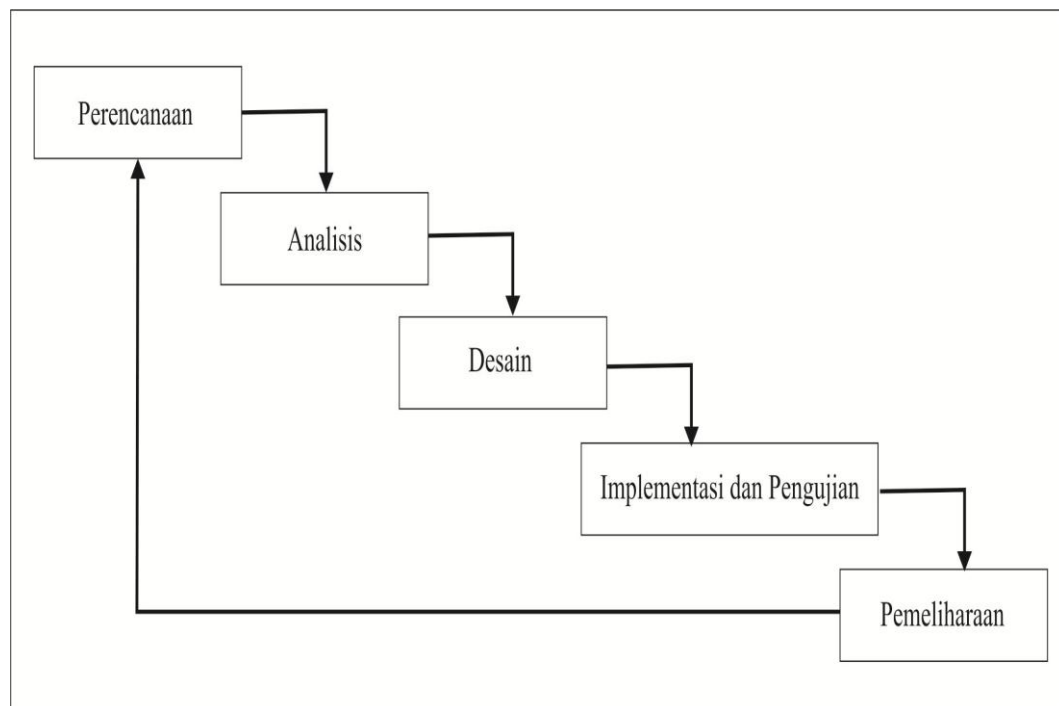 Perencanaan
Analisis
Desain
Implementasi dan Pengujian
Pemeliharaan